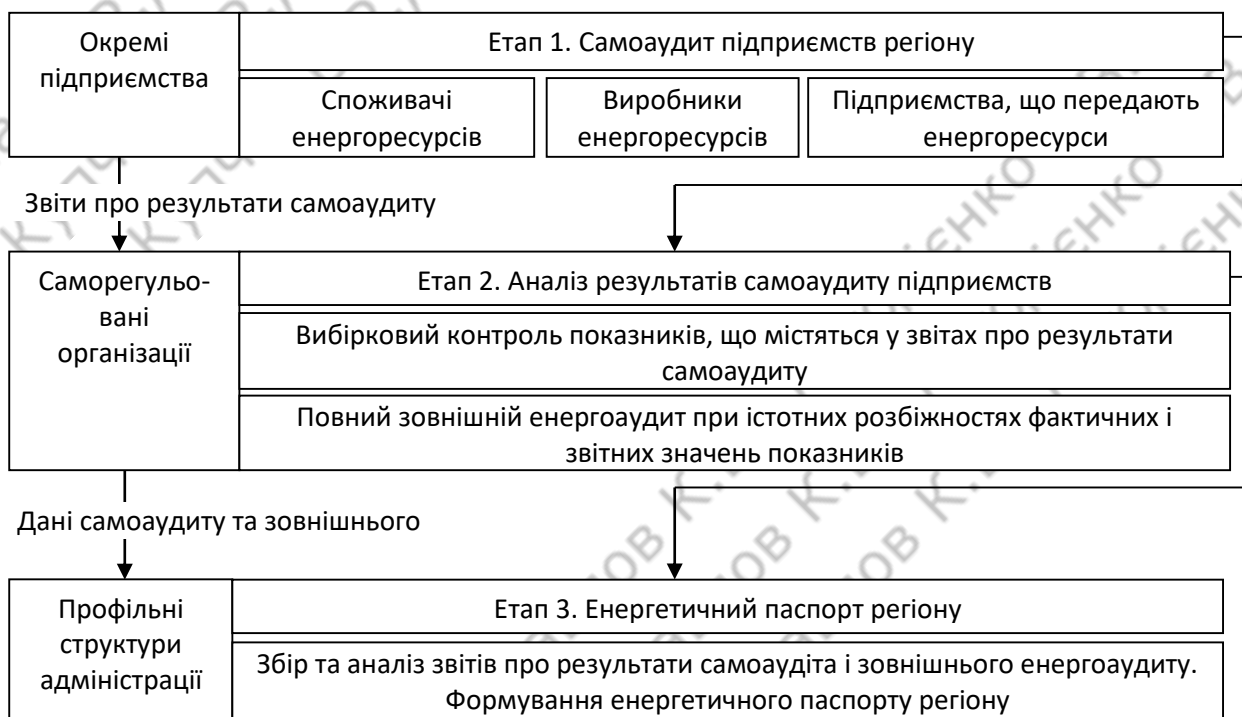 Окремі
підприємства
Етап 1. Самоаудит підприємств регіону
Споживачі
енергоресурсів
Виробники
енергоресурсів
Підприємства, що передають
енергоресурси
Звіти про результати самоаудиту
Саморегульо-
вані
організації
Етап 2. Аналіз результатів самоаудиту підприємств
Вибірковий контроль показників, що містяться у звітах про результати
самоаудиту
Повний зовнішній енергоаудит при істотних розбіжностях фактичних і
звітних значень показників
Дані самоаудиту та зовнішнього
Профільні
структури
адміністрації
Етап 3. Енергетичний паспорт регіону
Збір та аналіз звітів про результати самоаудіта і зовнішнього енергоаудиту.
Формування енергетичного паспорту регіону